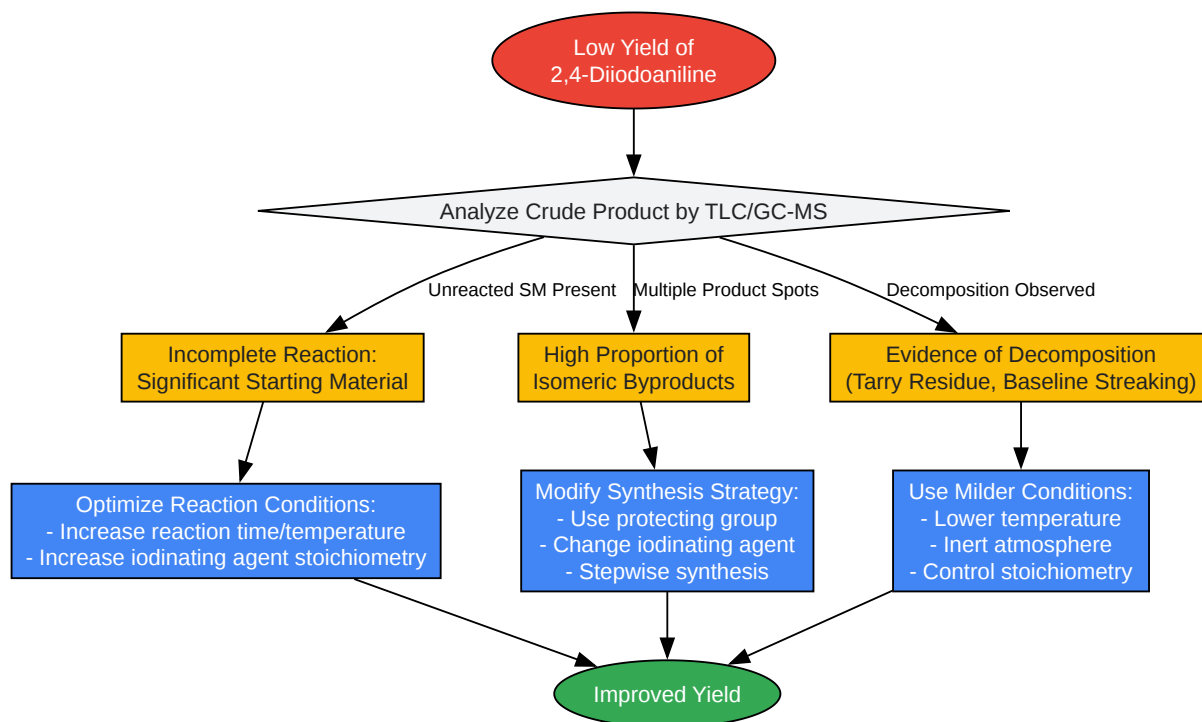 Low Yield of
2,4-Diiodoaniline
Analyze Crude Product by TLC/GC-MS
Unreacted SM Present
Multiple Product Spots
Decomposition Observed
Incomplete Reaction:
Significant Starting Material
High Proportion of
Isomeric Byproducts
Evidence of Decomposition
(Tarry Residue, Baseline Streaking)
Optimize Reaction Conditions:
- Increase reaction time/temperature
- Increase iodinating agent stoichiometry
Modify Synthesis Strategy:
- Use protecting group
- Change iodinating agent
- Stepwise synthesis
Use Milder Conditions:
- Lower temperature
- Inert atmosphere
- Control stoichiometry
Improved Yield